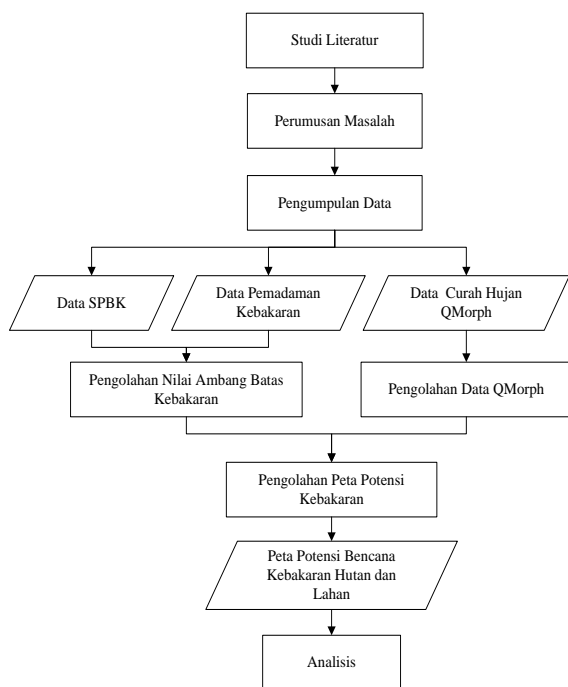 Studi Literatur
Perumusan Masalah
Pengumpulan Data
Data SPBK
Data Pemadaman
Kebakaran
Data Curah Hujan
QMorph
Pengolahan Nilai Ambang Batas
Kebakaran
Pengolahan Data QMorph
Pengolahan Peta Potensi
Kebakaran
Peta Potensi Bencana
Kebakaran Hutan dan
Lahan
Analisis